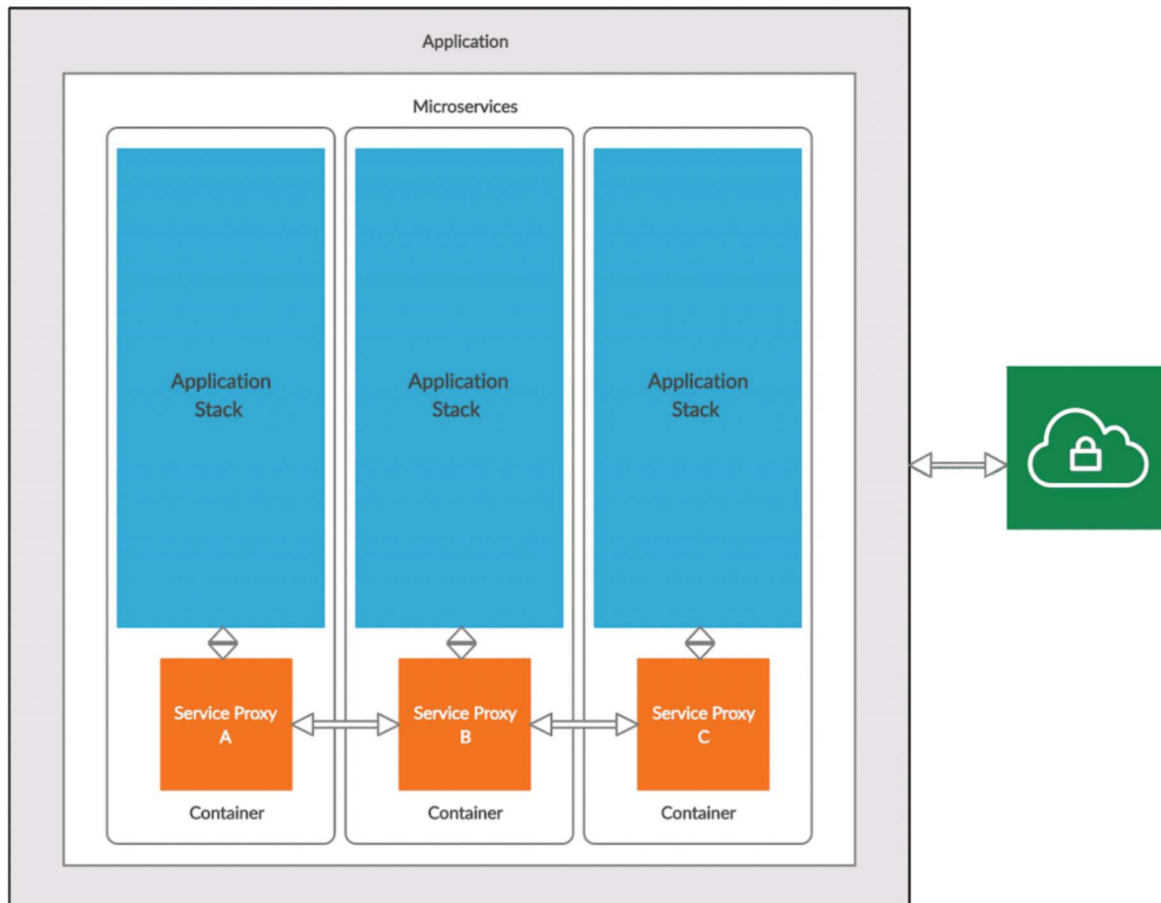 Application
Microservices
Application
Stack
Application
Stack
Application
Stack
Service Proxy
A
Service Proxy
B
Service Proxy
C
Container
Container
Container